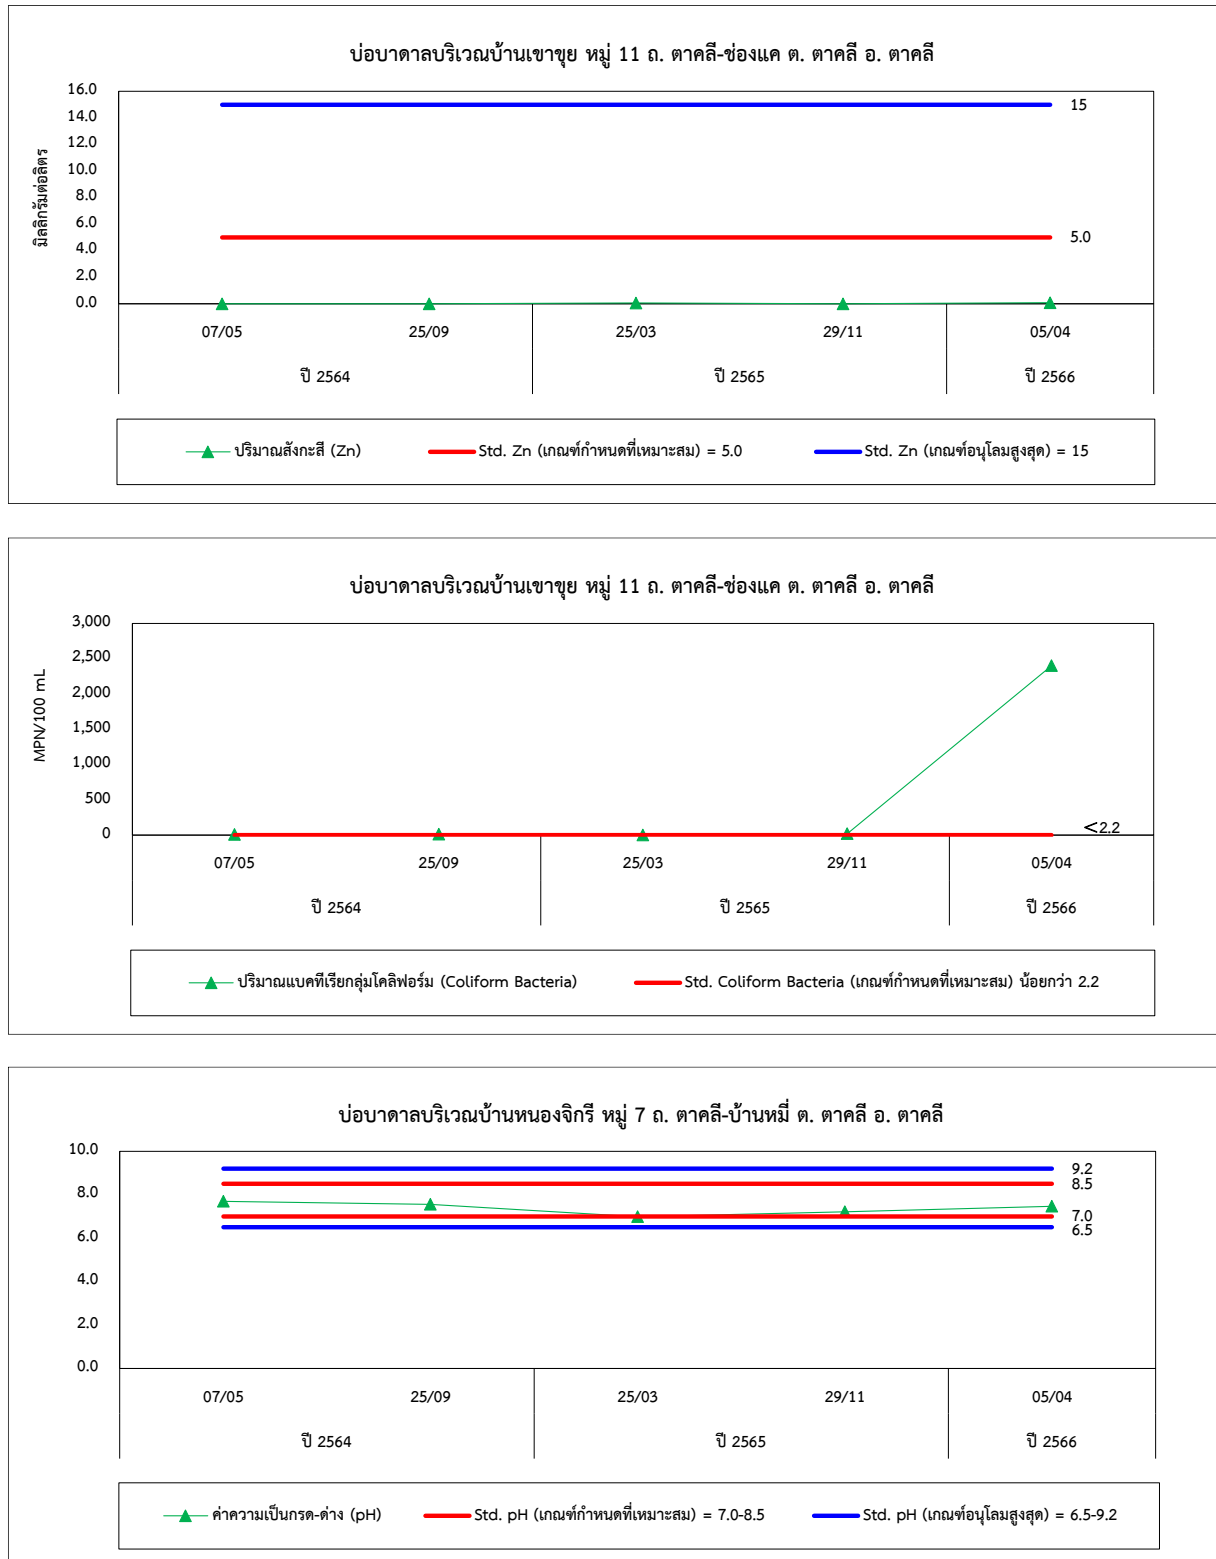 บ่อบาดาลบริเวณบ้านเขาขุย หมู่ 11 ถ. ตาคลี-ช่องแค ต. ตาคลี อ. ตาคลี
มิลลิกรัมต่อลิตร
16.0
14.0
12.0
10.0
8.0
6.0
4.0
2.0
0.0
15
5.0
07/05 25/09 25/03 29/11 05/04
ปี 2564 ปี 2565 ปี 2566
ปริมาณสังกะสี (Zn) Std. Zn (เกณฑ์กำหนดที่เหมาะสม) = 5.0 Std. Zn (เกณฑ์อนุโลมสูงสุด) = 15
บ่อบาดาลบริเวณบ้านเขาขุย หมู่ 11 ถ. ตาคลี-ช่องแค ต. ตาคลี อ. ตาคลี
MPN/100 mL
3,000
2,500
2,000
1,500
1,000
500
0
<2.2
07/05 25/09 25/03 29/11 05/04
ปี 2564 ปี 2565 ปี 2566
ปริมาณแบคทีเรียกลุ่มโคลิฟอร์ม (Coliform Bacteria) Std. Coliform Bacteria (เกณฑ์กำหนดที่เหมาะสม) น้อยกว่า 2.2
บ่อบาดาลบริเวณบ้านหนองจิกรี หมู่ 7 ถ. ตาคลี-บ้านหมี่ ต. ตาคลี อ. ตาคลี
10.0
8.0
6.0
4.0
2.0
0.0
9.2
8.5
7.0
6.5
07/05 25/09 25/03 29/11 05/04
ปี 2564 ปี 2565 ปี 2566
ค่าความเป็นกรด-ด่าง (pH) Std. pH (เกณฑ์กำหนดที่เหมาะสม) = 7.0-8.5 Std. pH (เกณฑ์อนุโลมสูงสุด) = 6.5-9.2